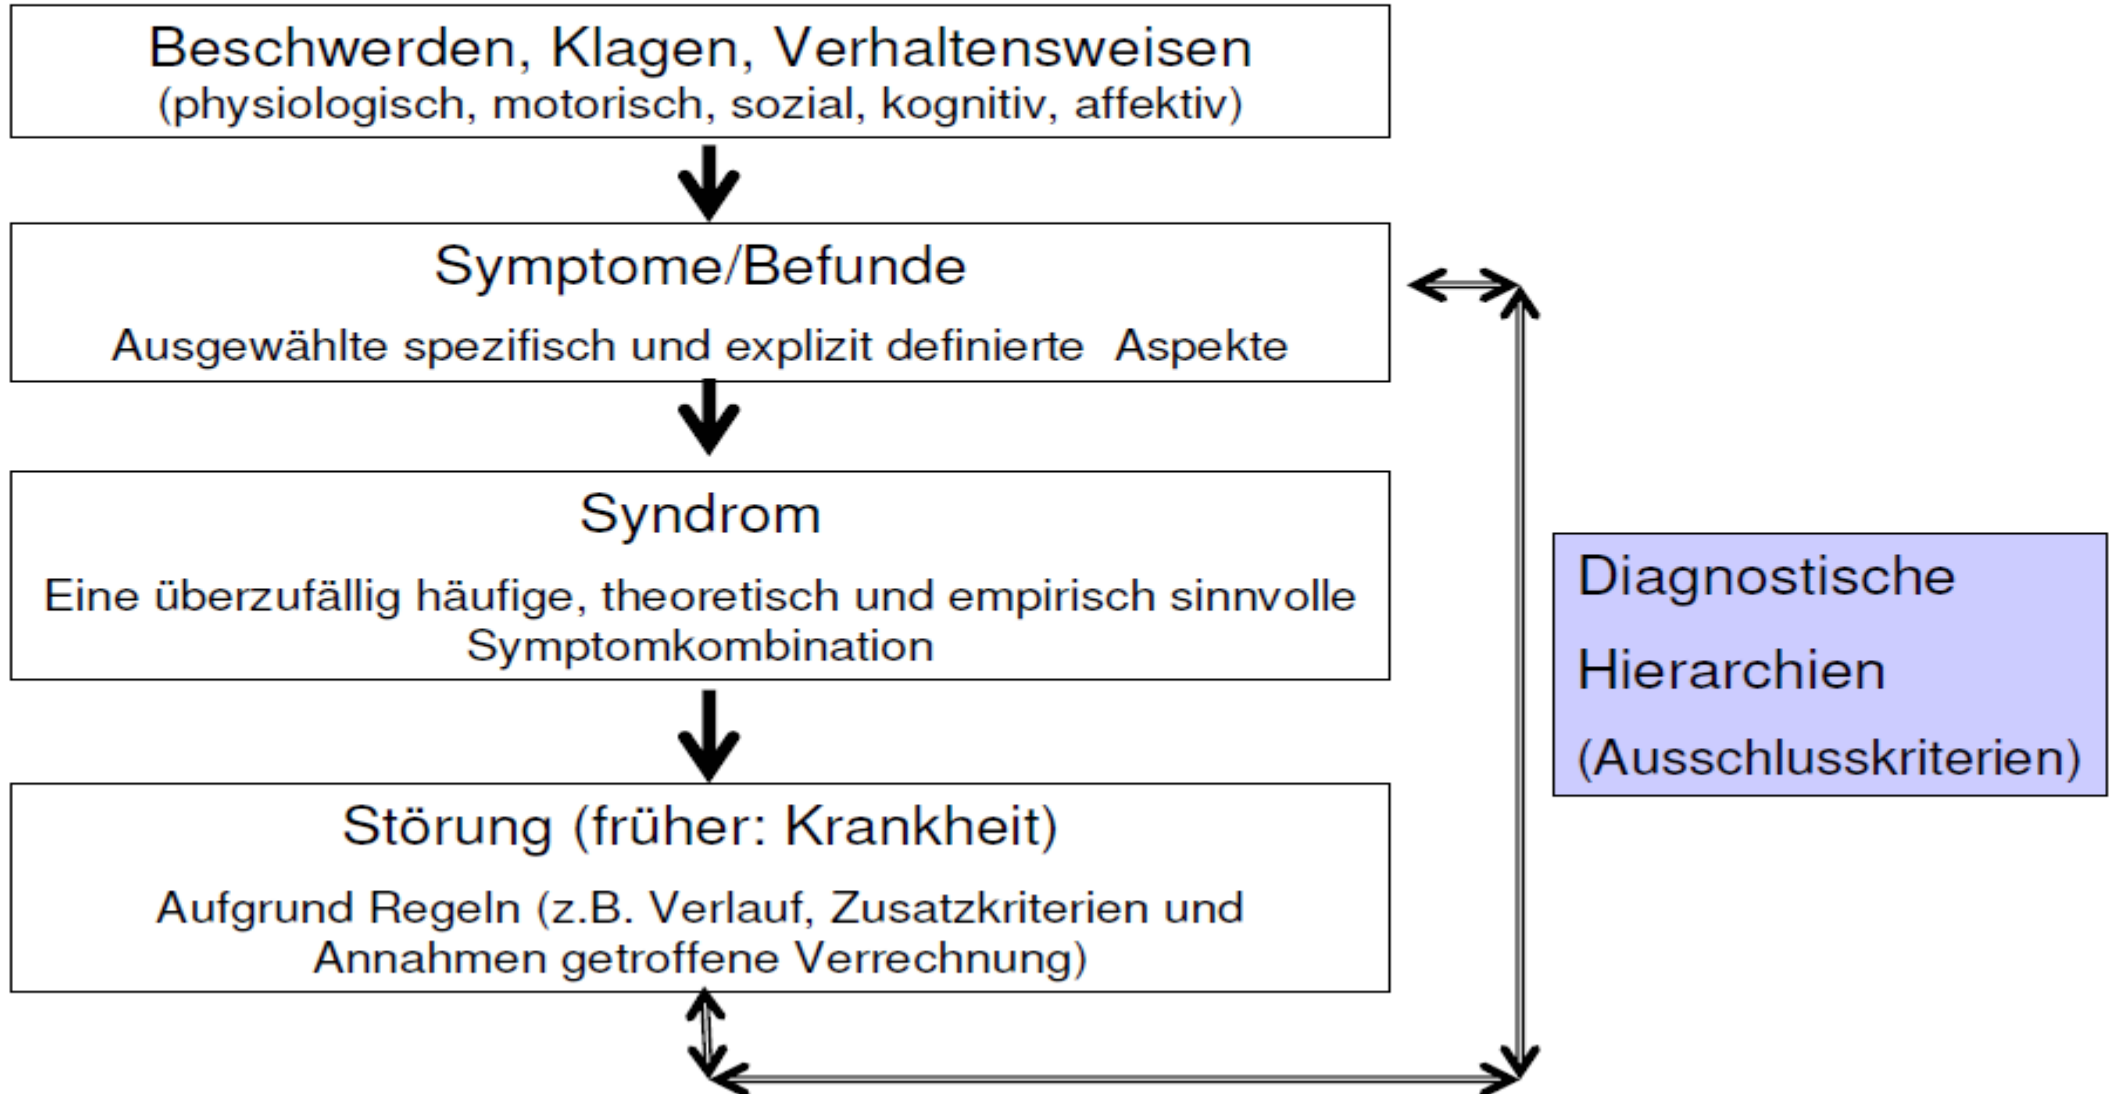 Beschwerden, Klagen, Verhaltensweisen
(physiologisch, motorisch, sozial, kognitiv, affektiv)
Symptome/Befunde
Ausgewählte spezifisch und explizit definierte Aspekte
Syndrom
Eine überzufällig häufige, theoretisch und empirisch sinnvolle
Symptomkombination
Störung (früher: Krankheit)
Aufgrund Regeln (z.B. Verlauf, Zusatzkriterien und
Annahmen getroffene Verrechnung)
Diagnostische
Hierarchien
(Ausschlusskriterien)